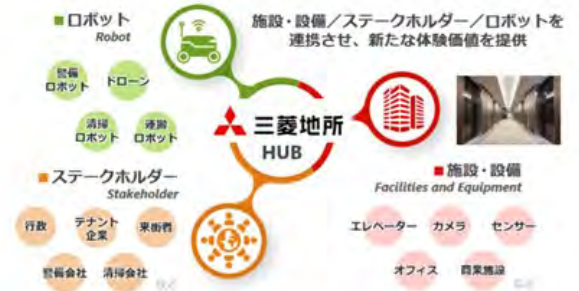 ■ロボット
Robot
施設・設備／ステークホルダー／ロボットを
連携させ、新たな体験価値を提供
警備
ロボット
ドローン
清掃
ロボット
運搬
ロボット
三菱地所
HUB
■ステークホルダー
Stakeholder
行政
テナント
企業
来街者
警備会社
清掃会社
など
■施設・設備
Facilities and Equipment
エレベーター
カメラ
センサー
オフィス
商業施設
など